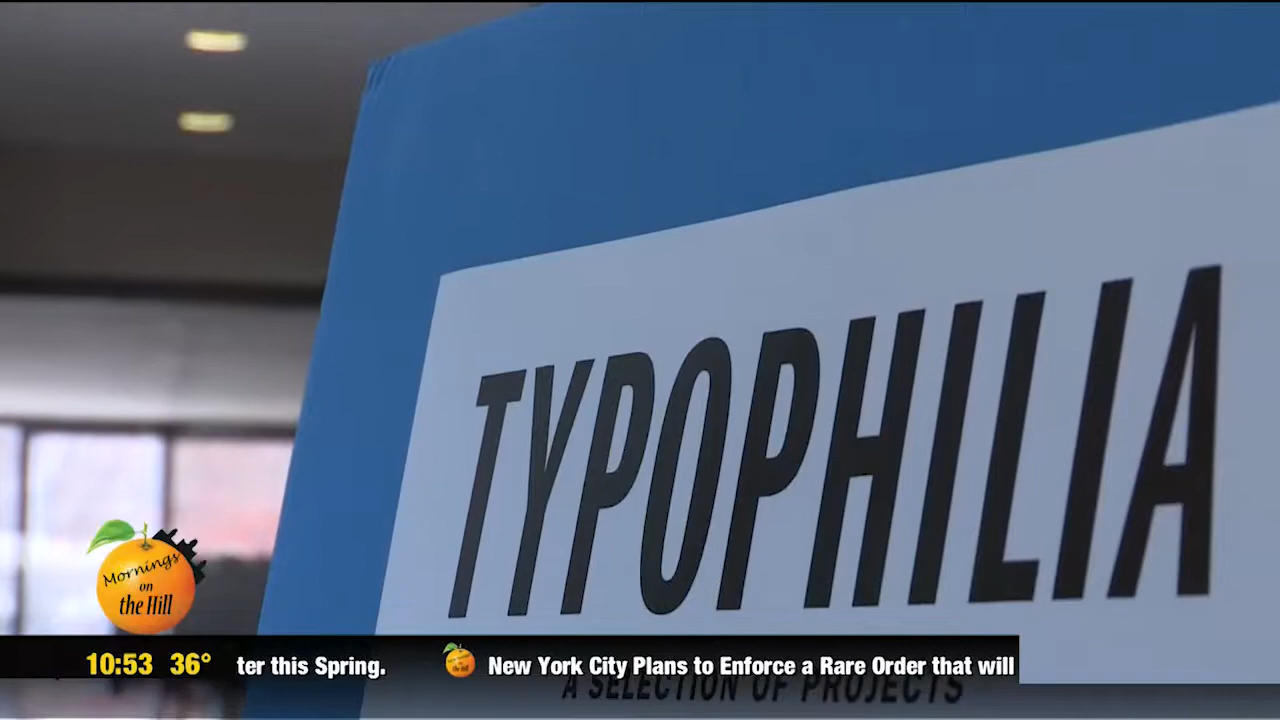 TYPOPHILIA
Mornings
on
the Hill
10:53 36° ter this Spring. New York City Plans to Enforce a Rare Order that will
A SELECTION OF PROJECTS